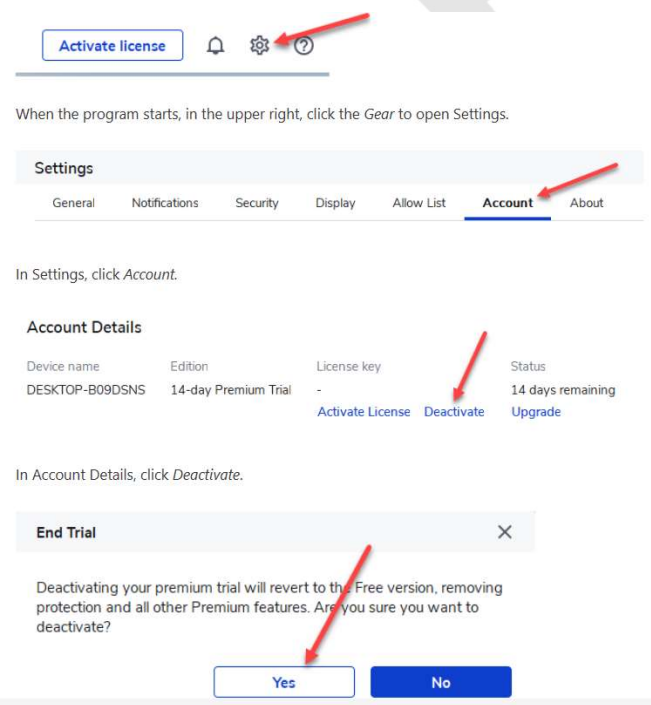 Activate license
When the program starts, in the upper right, click the Gear to open Settings.
Settings
General Notifications Security Display Allow List Account About
In Settings, click Account.
Account Details
Device name Edition License key Status
DESKTOP-B09DSNS 14-day Premium Trial - 14 days remaining
Activate License Deactivate Upgrade
In Account Details, click Deactivate.
End Trial
Deactivating your premium trial will revert to the Free version, removing
protection and all other Premium features. Are you sure you want to
deactivate?
Yes No